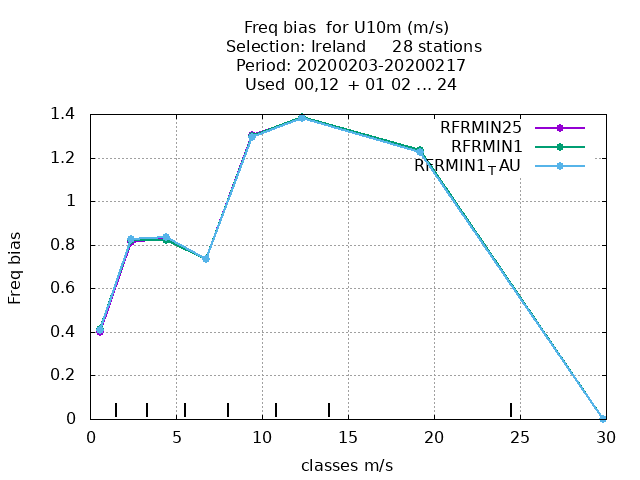 Freq bias  for U10m (m/s)
Selection: Ireland     28 stations
Period: 20200203-20200217
Used  00,12  + 01 02 ... 24
RFRMIN25
RFRMIN1
RFRMIN1TAU
1.4
1.2
1
0.8
0.6
0.4
0.2
0
Freq bias
0 5 10 15 20 25 30
classes m/s